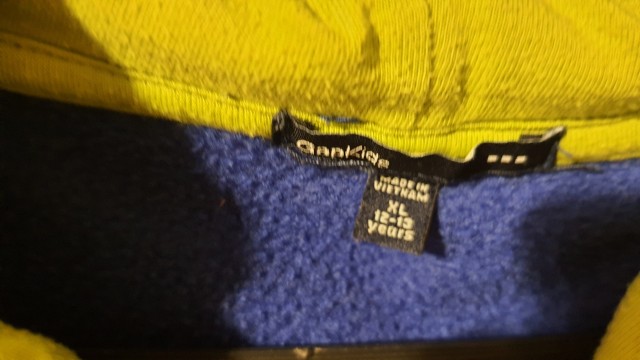 GapKids
MADE IN
VIETNAM
XL
12-13
years